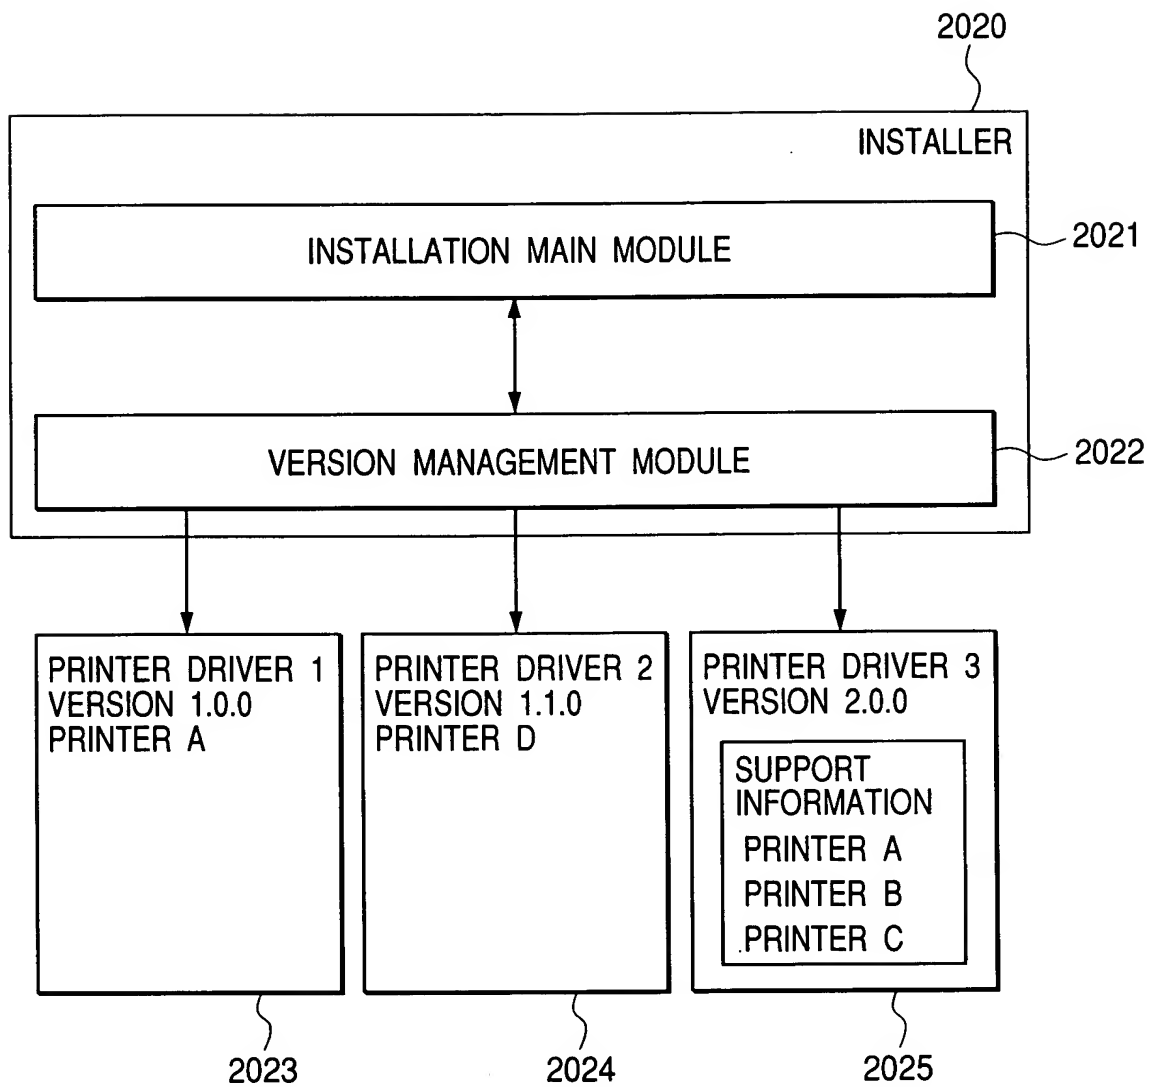 2020
INSTALLER
INSTALLATION MAIN MODULE
2021
VERSION MANAGEMENT MODULE
2022
PRINTER DRIVER 1
VERSION 1.0.0
PRINTER A
PRINTER DRIVER 2
VERSION 1.1.0
PRINTER D
PRINTER DRIVER 3
VERSION 2.0.0
SUPPORT
INFORMATION
PRINTER A
PRINTER B
PRINTER C
2023
2024
2025